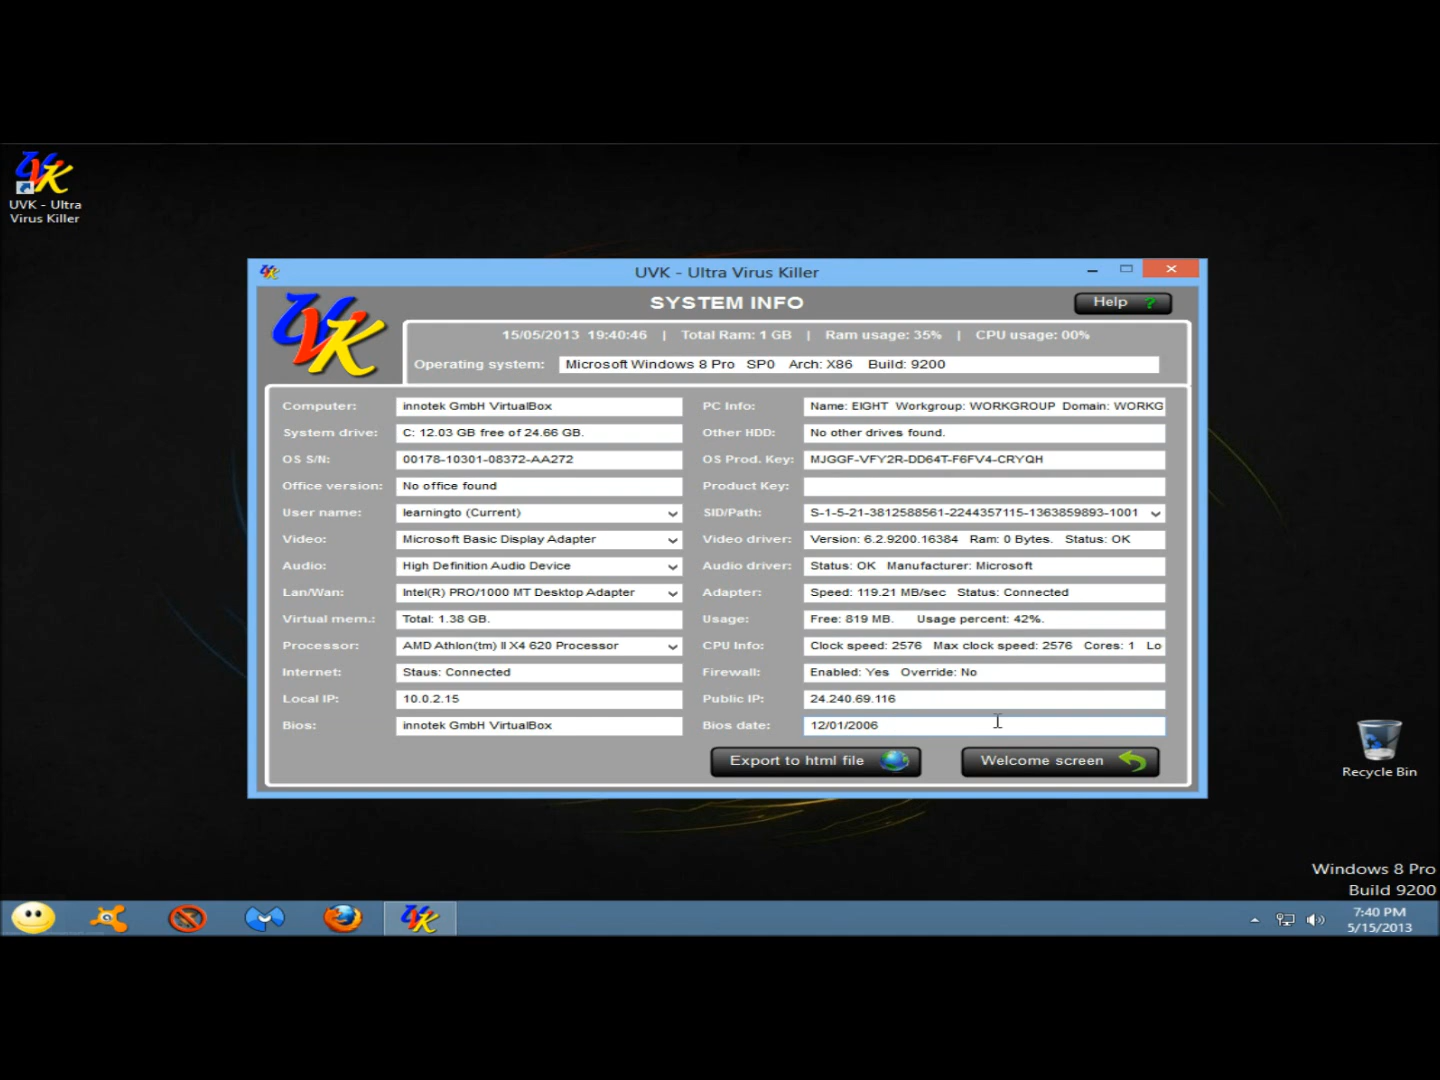 UVK - Ultra
Virus Killer
UVK - Ultra Virus Killer
UVK
SYSTEM INFO
Help ?
15/05/2013 19:40:46 | Total Ram: 1 GB | Ram usage: 35% | CPU usage: 00%
Operating system: Microsoft Windows 8 Pro SP0 Arch: X86 Build: 9200
Computer: innotek GmbH VirtualBox PC Info: Name: EIGHT Workgroup: WORKGROUP Domain: WORKG
System drive: C: 12.03 GB free of 24.66 GB. Other HDD: No other drives found.
OS S/N: 00178-10301-08372-AA272 OS Prod. Key: MJGGF-VFY2R-DD64T-F6FV4-CRYQH
Office version: No office found Product Key:
User name: learningto (Current) SID/Path: S-1-5-21-3812588561-2244357115-1363859893-1001
Video: Microsoft Basic Display Adapter Video driver: Version: 6.2.9200.16384 Ram: 0 Bytes. Status: OK
Audio: High Definition Audio Device Audio driver: Status: OK Manufacturer: Microsoft
Lan/Wan: Intel(R) PRO/1000 MT Desktop Adapter Adapter: Speed: 119.21 MB/sec Status: Connected
Virtual mem.: Total: 1.38 GB. Usage: Free: 819 MB. Usage percent: 42%.
Processor: AMD Athlon(tm) II X4 620 Processor CPU Info: Clock speed: 2576 Max clock speed: 2576 Cores: 1 Lo
Internet: Staus: Connected Firewall: Enabled: Yes Override: No
Local IP: 10.0.2.15 Public IP: 24.240.69.116
Bios: innotek GmbH VirtualBox Bios date: 12/01/2006
Export to html file Welcome screen
Recycle Bin
Windows 8 Pro
Build 9200
7:40 PM
5/15/2013